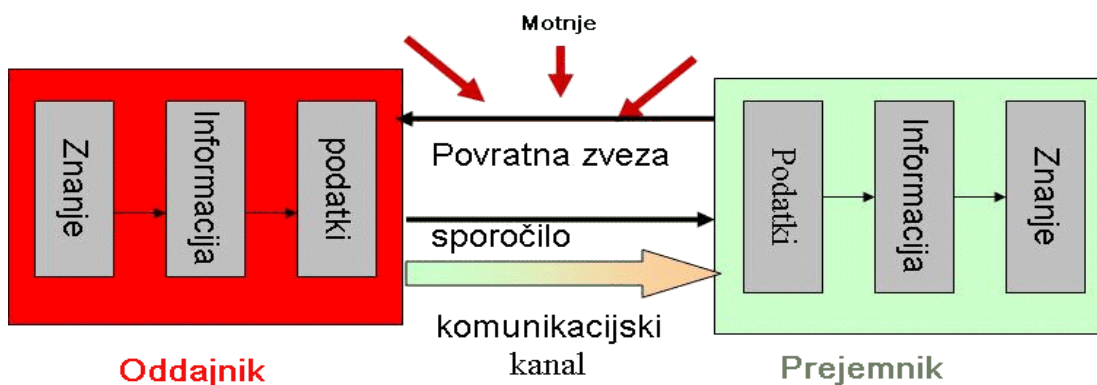 Motnje
Znanje
Informacija
podatki
Povratna zveza
sporočilo
komunikacijski
kanal
Podatki
Informacija
Znanje
Oddajnik
Prejemnik